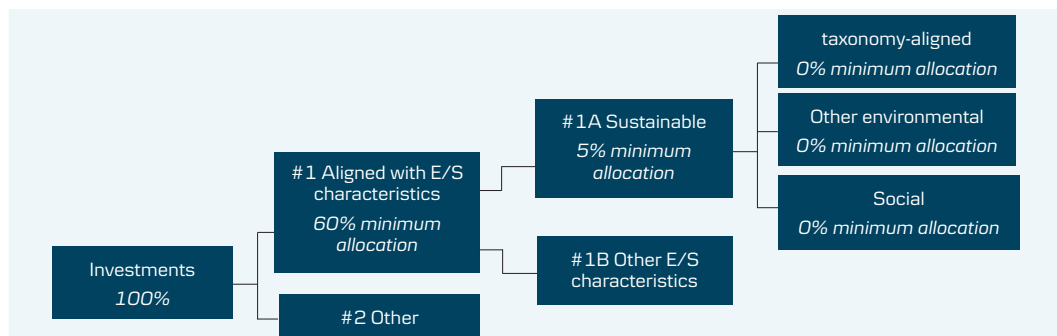 Investments
100%
#1 Aligned with E/S
characteristics
60% minimum
allocation
#2 Other
#1A Sustainable
5% minimum
allocation
#1B Other E/S
characteristics
taxonomy-aligned
0% minimum allocation
Other environmental
0% minimum allocation
Social
0% minimum allocation